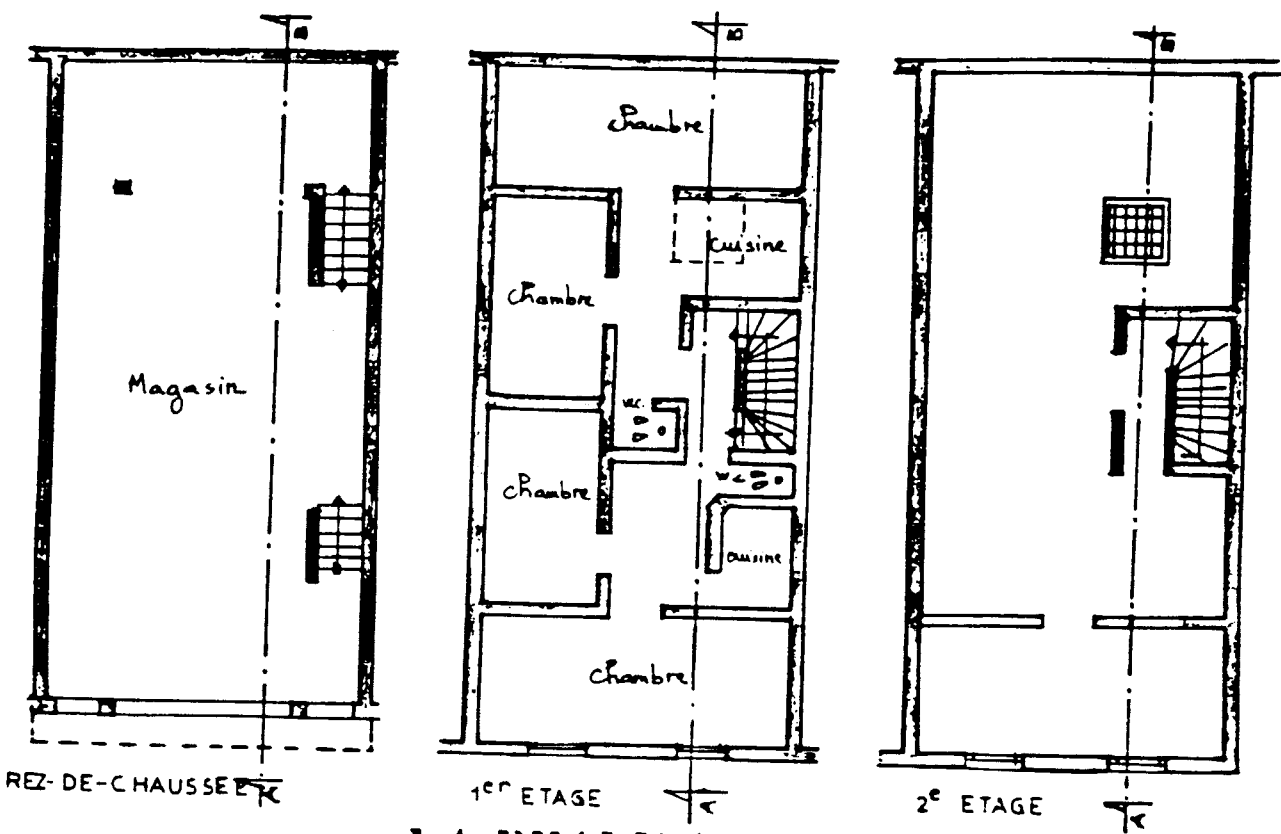 B
B
B
Chambre
cuisine
Chambre
Magasin
W.C.
Chambre
W C
cuisine
Chambre
REZ-DE-CHAUSSEE
A
1er ETAGE
A
2e ETAGE
A